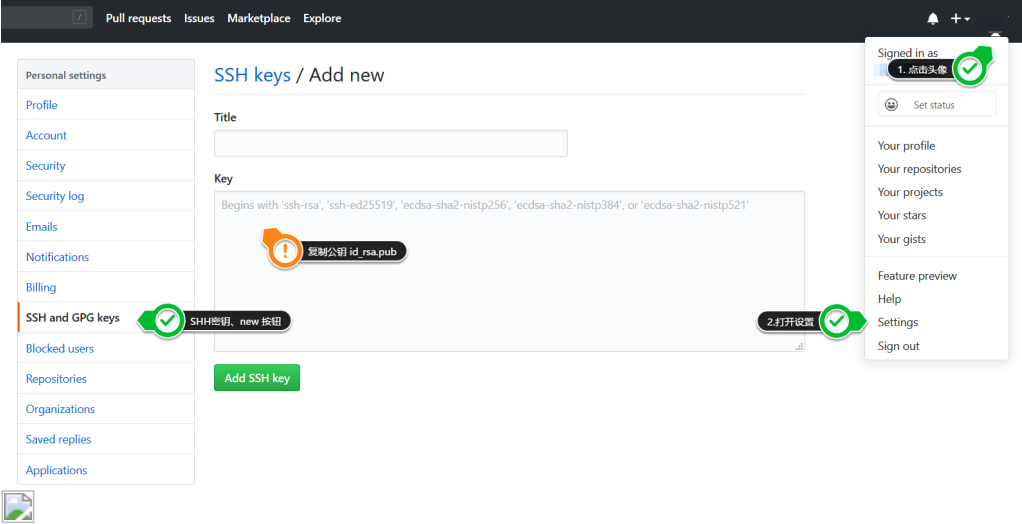 /
Pull requests Issues Marketplace Explore
Personal settings
Profile
Account
Security
Security log
Emails
Notifications
Billing
SSH and GPG keys
SHH密钥、new 按钮
Blocked users
Repositories
Organizations
Saved replies
Applications
SSH keys / Add new
Title
Key
Begins with 'ssh-rsa', 'ssh-ed25519', 'ecdsa-sha2-nistp256', 'ecdsa-sha2-nistp384', or 'ecdsa-sha2-nistp521'
复制公钥 id_rsa.pub
Add SSH key
Signed in as
1. 点击头像
Set status
Your profile
Your repositories
Your projects
Your stars
Your gists
Feature preview
Help
2.打开设置
Settings
Sign out